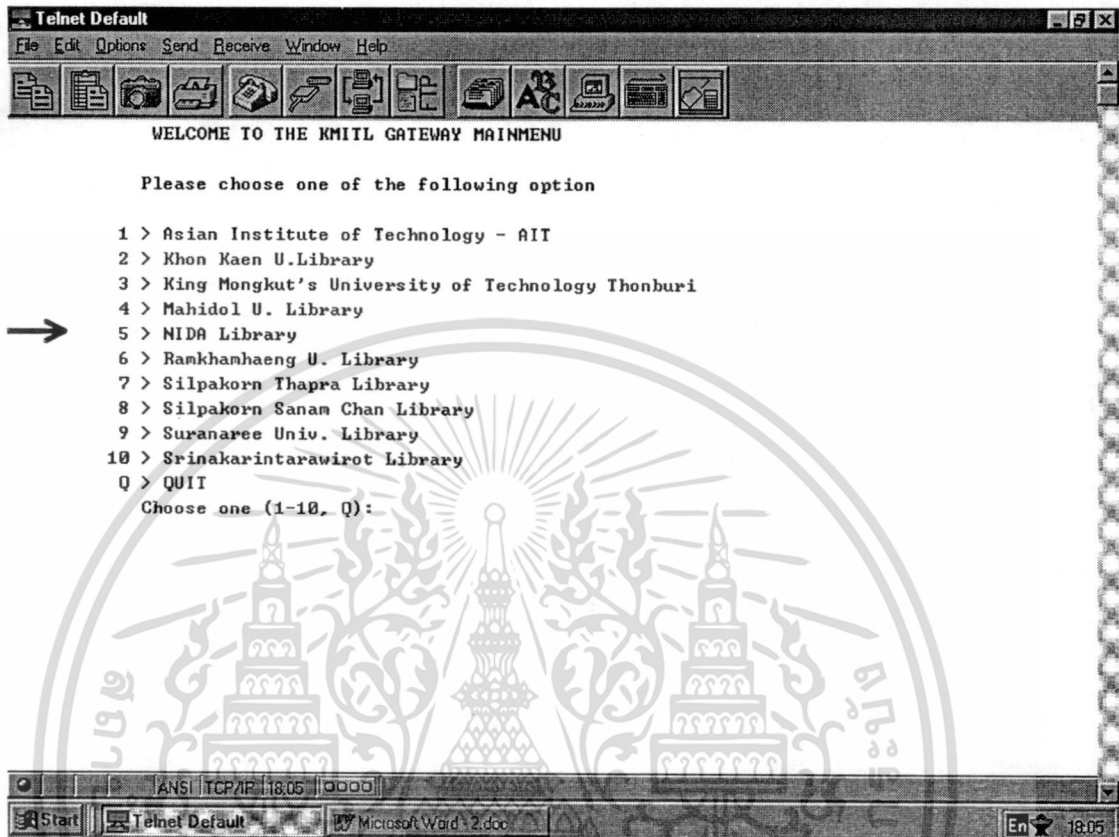 Telnet Default
File Edit Options Send Receive Window Help
WELCOME TO THE KMITL GATEWAY MAINMENU
Please choose one of the following option
1 > Asian Institute of Technology - AIT
2 > Khon Kaen U.Library
3 > King Mongkut's University of Technology Thonburi
4 > Mahidol U. Library
5 > NIDA Library
6 > Ramkhamhaeng U. Library
7 > Silpakorn Thapra Library
8 > Silpakorn Sanam Chan Library
9 > Suranaree Univ. Library
10 > Srinakarintarawirot Library
Q > QUIT
Choose one (1-10, Q):
ANSI TCP/IP 18:05
Start Telnet Default Microsoft Word - 2.doc En 18:05